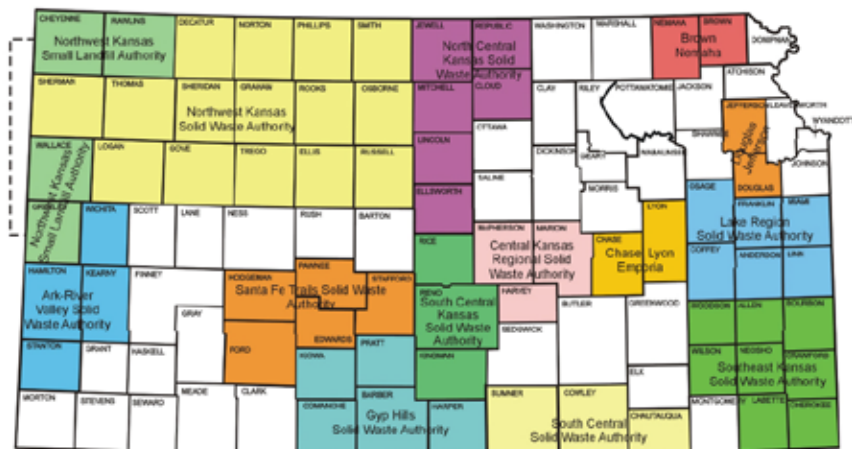 CHEYENNE
RAWLINS
DECATUR
NORTON
PHILLIPS
SMITH
JEWELL
REPUBLIC
WASHINGTON
MARSHALL
NEMAHA
BROWN
DONIPHAN
Northwest Kansas
Small Landfill Authority
North Central
Kansas Solid
Waste Authority
Brown
Nemaha
ATCHISON
SHERMAN
THOMAS
SHERIDAN
GRAHAM
ROOKS
OSBORNE
MITCHELL
CLOUD
CLAY
RILEY
POTTAWATOMIE
JACKSON
JEFFERSON
LEAVENWORTH
WYANDOTTE
Northwest Kansas
Solid Waste Authority
OTTAWA
SHAWNEE
Douglas
Jefferson
WALLACE
LOGAN
GOVE
TREGO
ELLIS
RUSSELL
LINCOLN
DICKINSON
GEARY
WABAUNSEE
JOHNSON
Northwest Kansas
Small Landfill Authority
SALINE
MORRIS
OSAGE
DOUGLAS
ELLSWORTH
GREELEY
WICHITA
SCOTT
LANE
NESS
RUSH
BARTON
LYON
FRANKLIN
MIAMI
Lake Region
Solid Waste Authority
RICE
McPHERSON
MARION
CHASE
Central Kansas
Regional Solid
Waste Authority
Chase Lyon
Emporia
COFFEY
ANDERSON
LINN
HAMILTON
KEARNY
FINNEY
HODGEMAN
PAWNEE
STAFFORD
Ark-River
Valley Solid
Waste Authority
Santa Fe Trails Solid Waste
Authority
RENO
HARVEY
South Central
Kansas
Solid Waste
Authority
BUTLER
GREENWOOD
WOODSON
ALLEN
BOURBON
GRAY
SEDGWICK
FORD
EDWARDS
PRATT
STANTON
GRANT
HASKELL
KIOWA
KINGMAN
WILSON
NEOSHO
CRAWFORD
Southeast Kansas
Solid Waste Authority
ELK
MORTON
STEVENS
SEWARD
MEADE
CLARK
COMANCHE
BARBER
HARPER
Gyp Hills
Solid Waste Authority
SUMNER
COWLEY
CHAUTAUQUA
South Central
Solid Waste Authority
MONTGOMERY
LABETTE
CHEROKEE